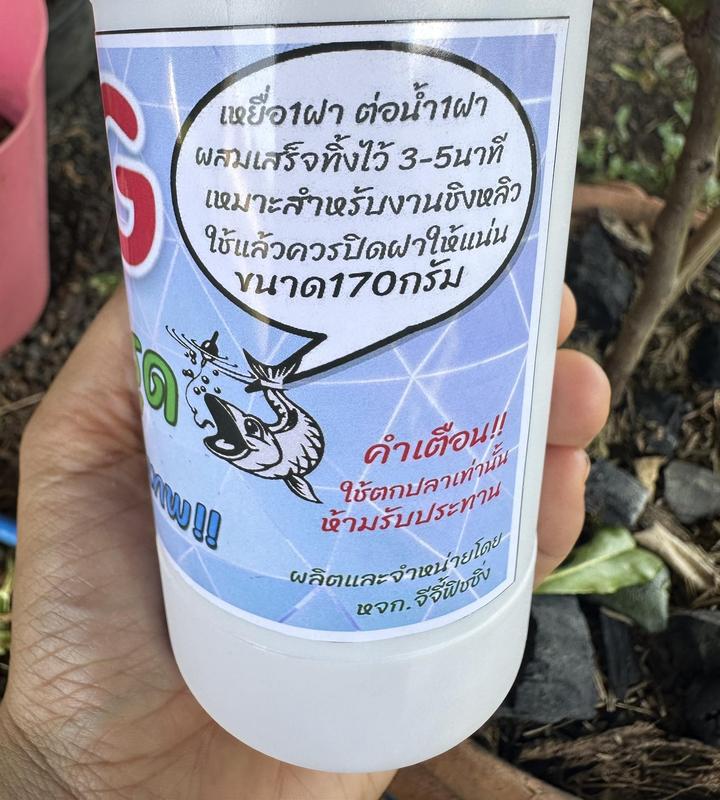 G
เหยื่อ1ฝา ต่อน้ำ1ฝา
ผสมเสร็จทิ้งไว้ 3-5นาที
เหมาะสำหรับงานชิงหลิว
ใช้แล้วควรปิดฝาให้แน่น
ขนาด170กรัม
คำเตือน!!
ใช้ตกปลาเท่านั้น
ห้ามรับประทาน
ผลิตและจำหน่ายโดย
หจก.จีจี้ฟิชชิ่ง